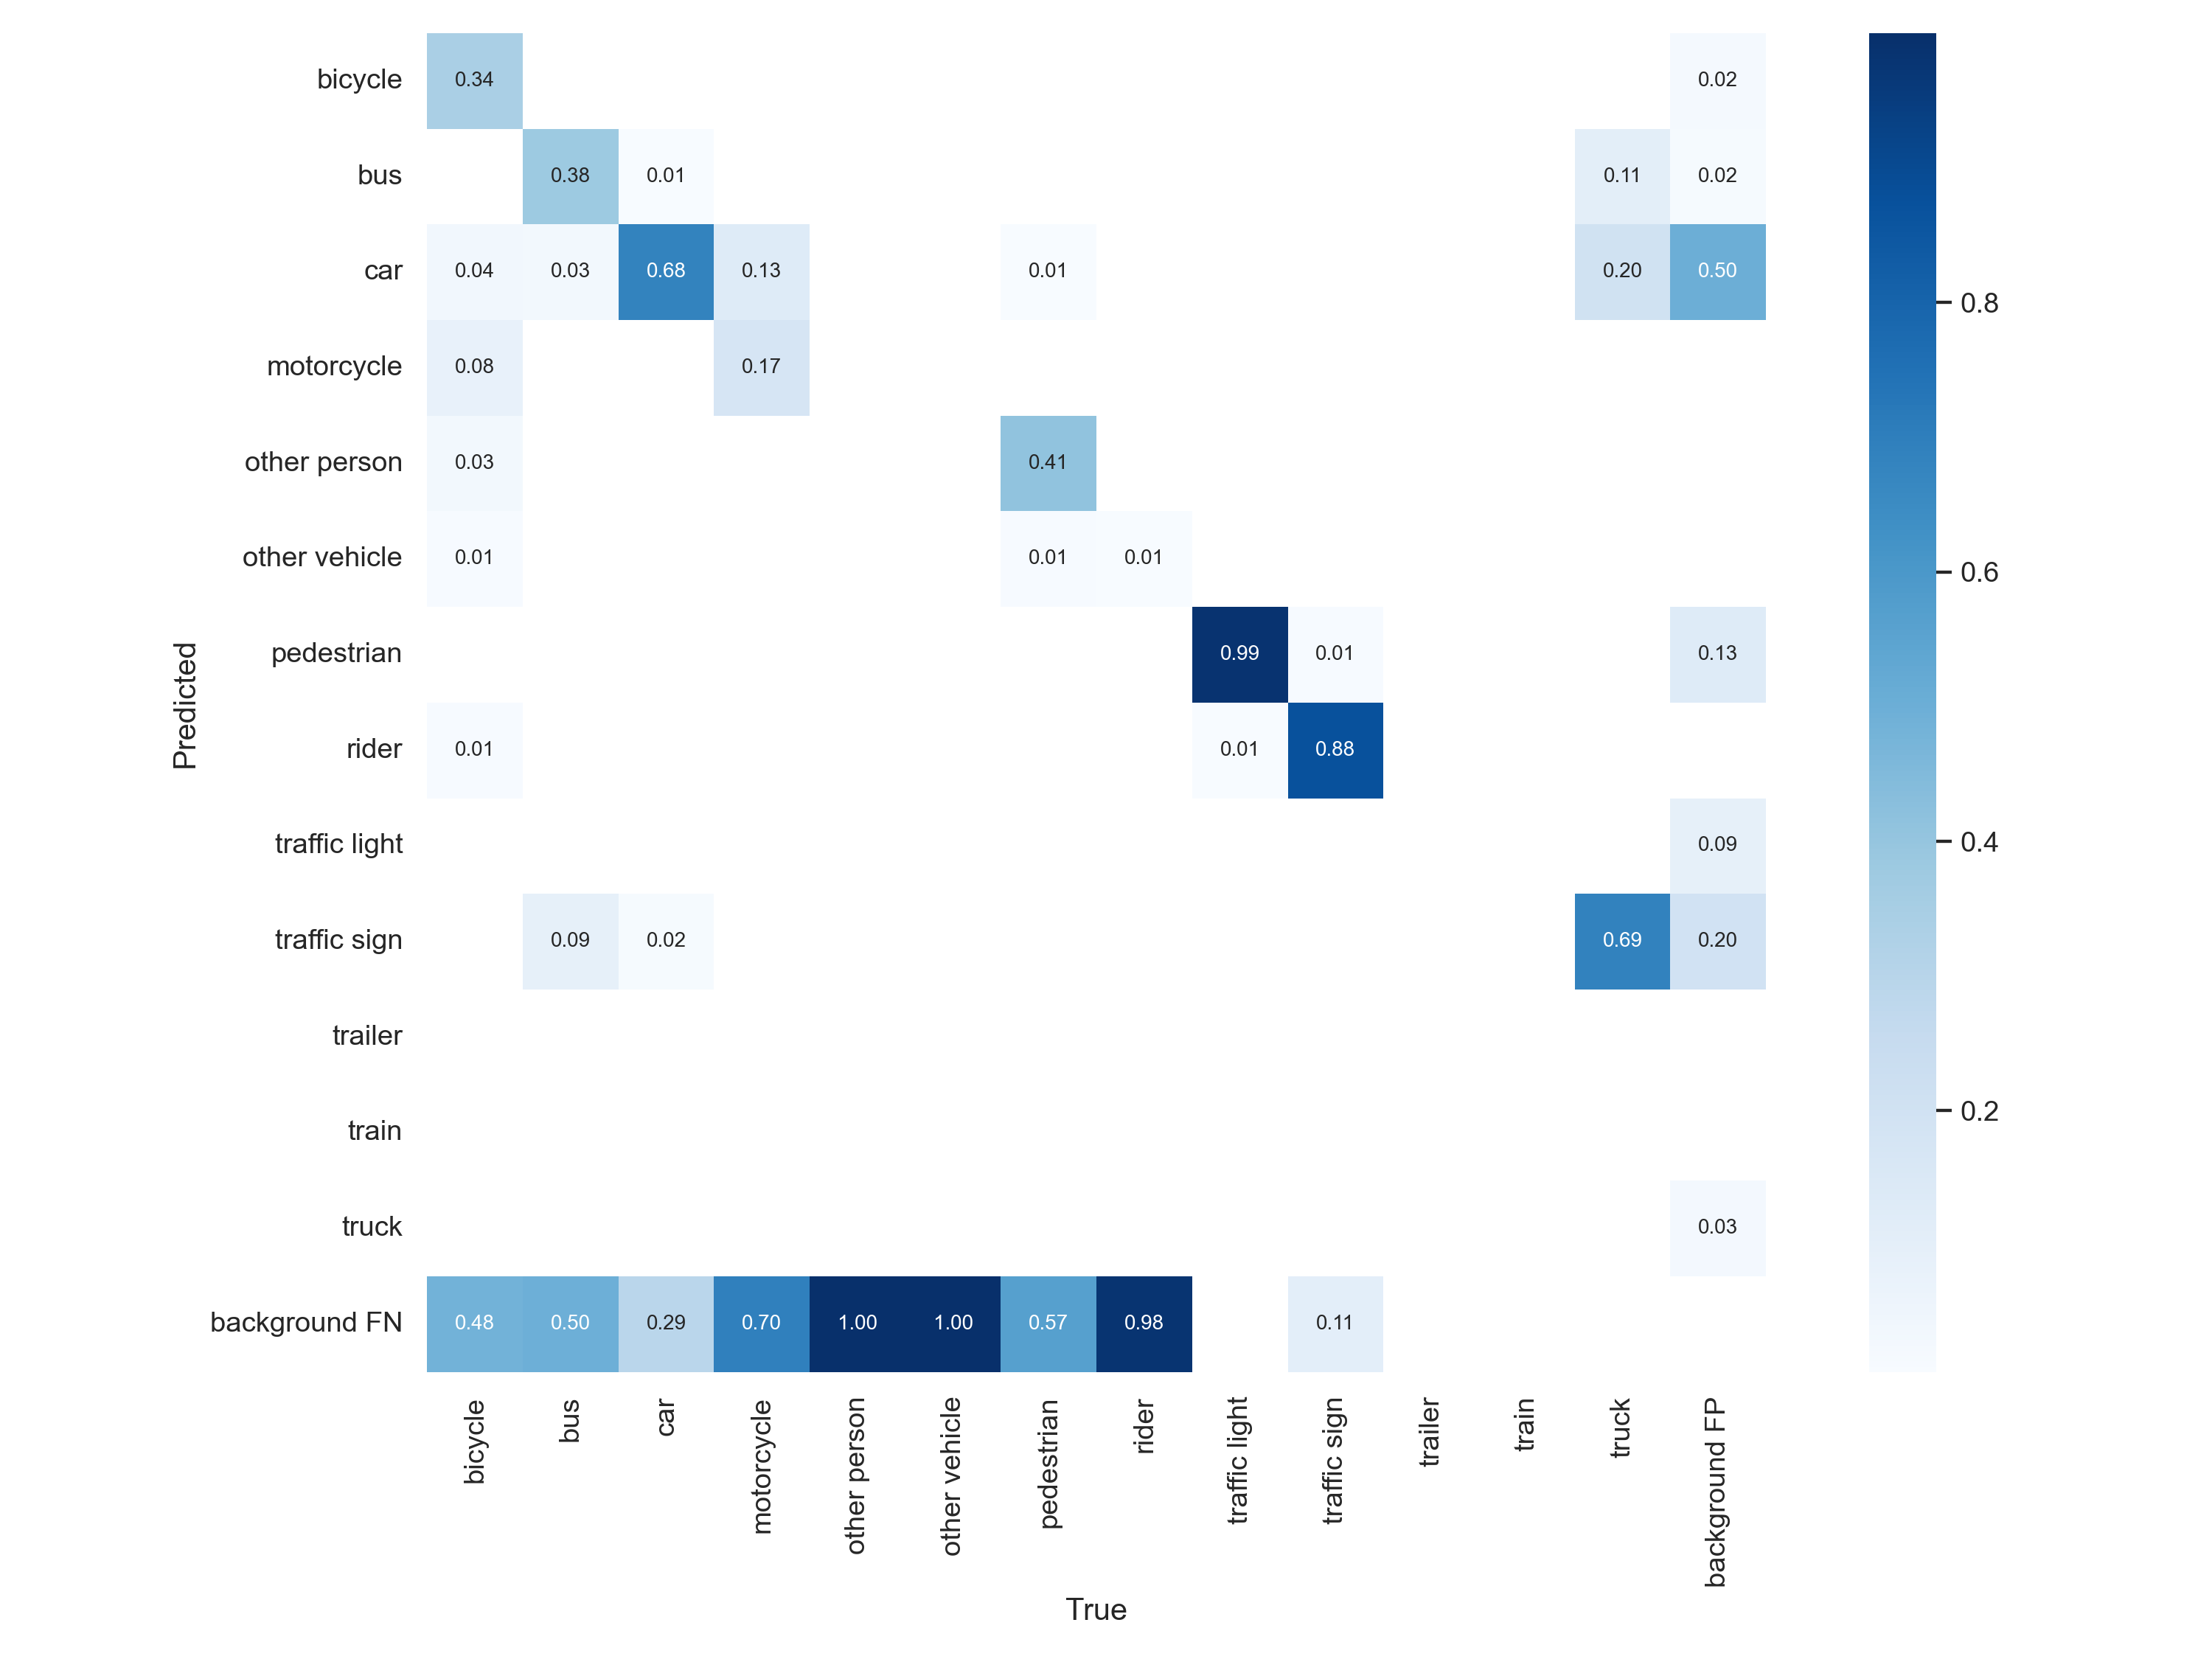 bicycle 0.34 0.02
bus 0.38 0.01 0.11 0.02
car 0.04 0.03 0.68 0.13 0.01 0.20 0.50
motorcycle 0.08 0.17
other person 0.03 0.41
other vehicle 0.01 0.01 0.01
pedestrian 0.99 0.01 0.13
rider 0.01 0.01 0.88
traffic light 0.09
traffic sign 0.09 0.02 0.69 0.20
trailer
train
truck 0.03
background FN 0.48 0.50 0.29 0.70 1.00 1.00 0.57 0.98 0.11
Predicted
bicycle
bus
car
motorcycle
other person
other vehicle
pedestrian
rider
traffic light
traffic sign
trailer
train
truck
background FP
True
0.8
0.6
0.4
0.2